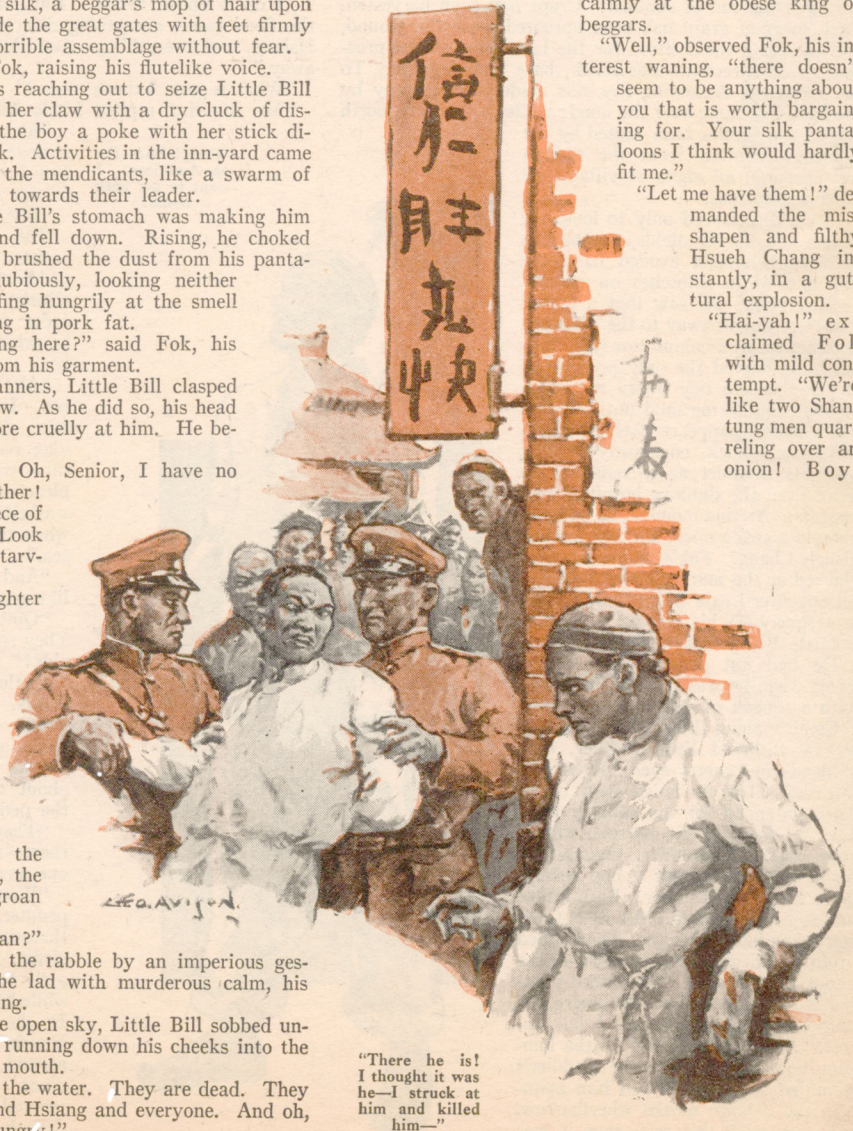 silk, a beggar's mop of hair upon
de the great gates with feet firmly
orrible assemblage without fear.
ok, raising his flutelike voice.
s reaching out to seize Little Bill
her claw with a dry cluck of dis-
the boy a poke with her stick di-
k. Activities in the inn-yard came
the mendicants, like a swarm of
towards their leader.
e Bill's stomach was making him
nd fell down. Rising, he choked
brushed the dust from his panta-
ubiously, looking neither
fing hungrily at the smell
g in pork fat.
ng here?" said Fok, his
om his garment.
anners, Little Bill clasped
w. As he did so, his head
ore cruelly at him. He be-
Oh, Senior, I have no
ther!
ece of
Look
tarv-
ghter
the
, the
groan
an?"
the rabble by an imperious ges-
he lad with murderous calm, his
ng.
e open sky, Little Bill sobbed un-
running down his cheeks into the
mouth.
the water. They are dead. They
nd Hsiang and everyone. And oh,
ungry!"
信
快
GEO. AVISON.
"There he is!
I thought it was
he—I struck at
him and killed
him—"
calmly at the obese king o
beggars.
"Well," observed Fok, his in-
terest waning, "there doesn'
seem to be anything abou
you that is worth bargain
ing for. Your silk panta-
loons I think would hardly
fit me."
"Let me have them!" de
manded the mis
shapen and filthy
Hsueh Chang in
stantly, in a gut
tural explosion.
"Hai-yah!" ex
claimed Fok
with mild con
tempt. "We're
like two Shan
tung men quar
reling over an
onion! Boy